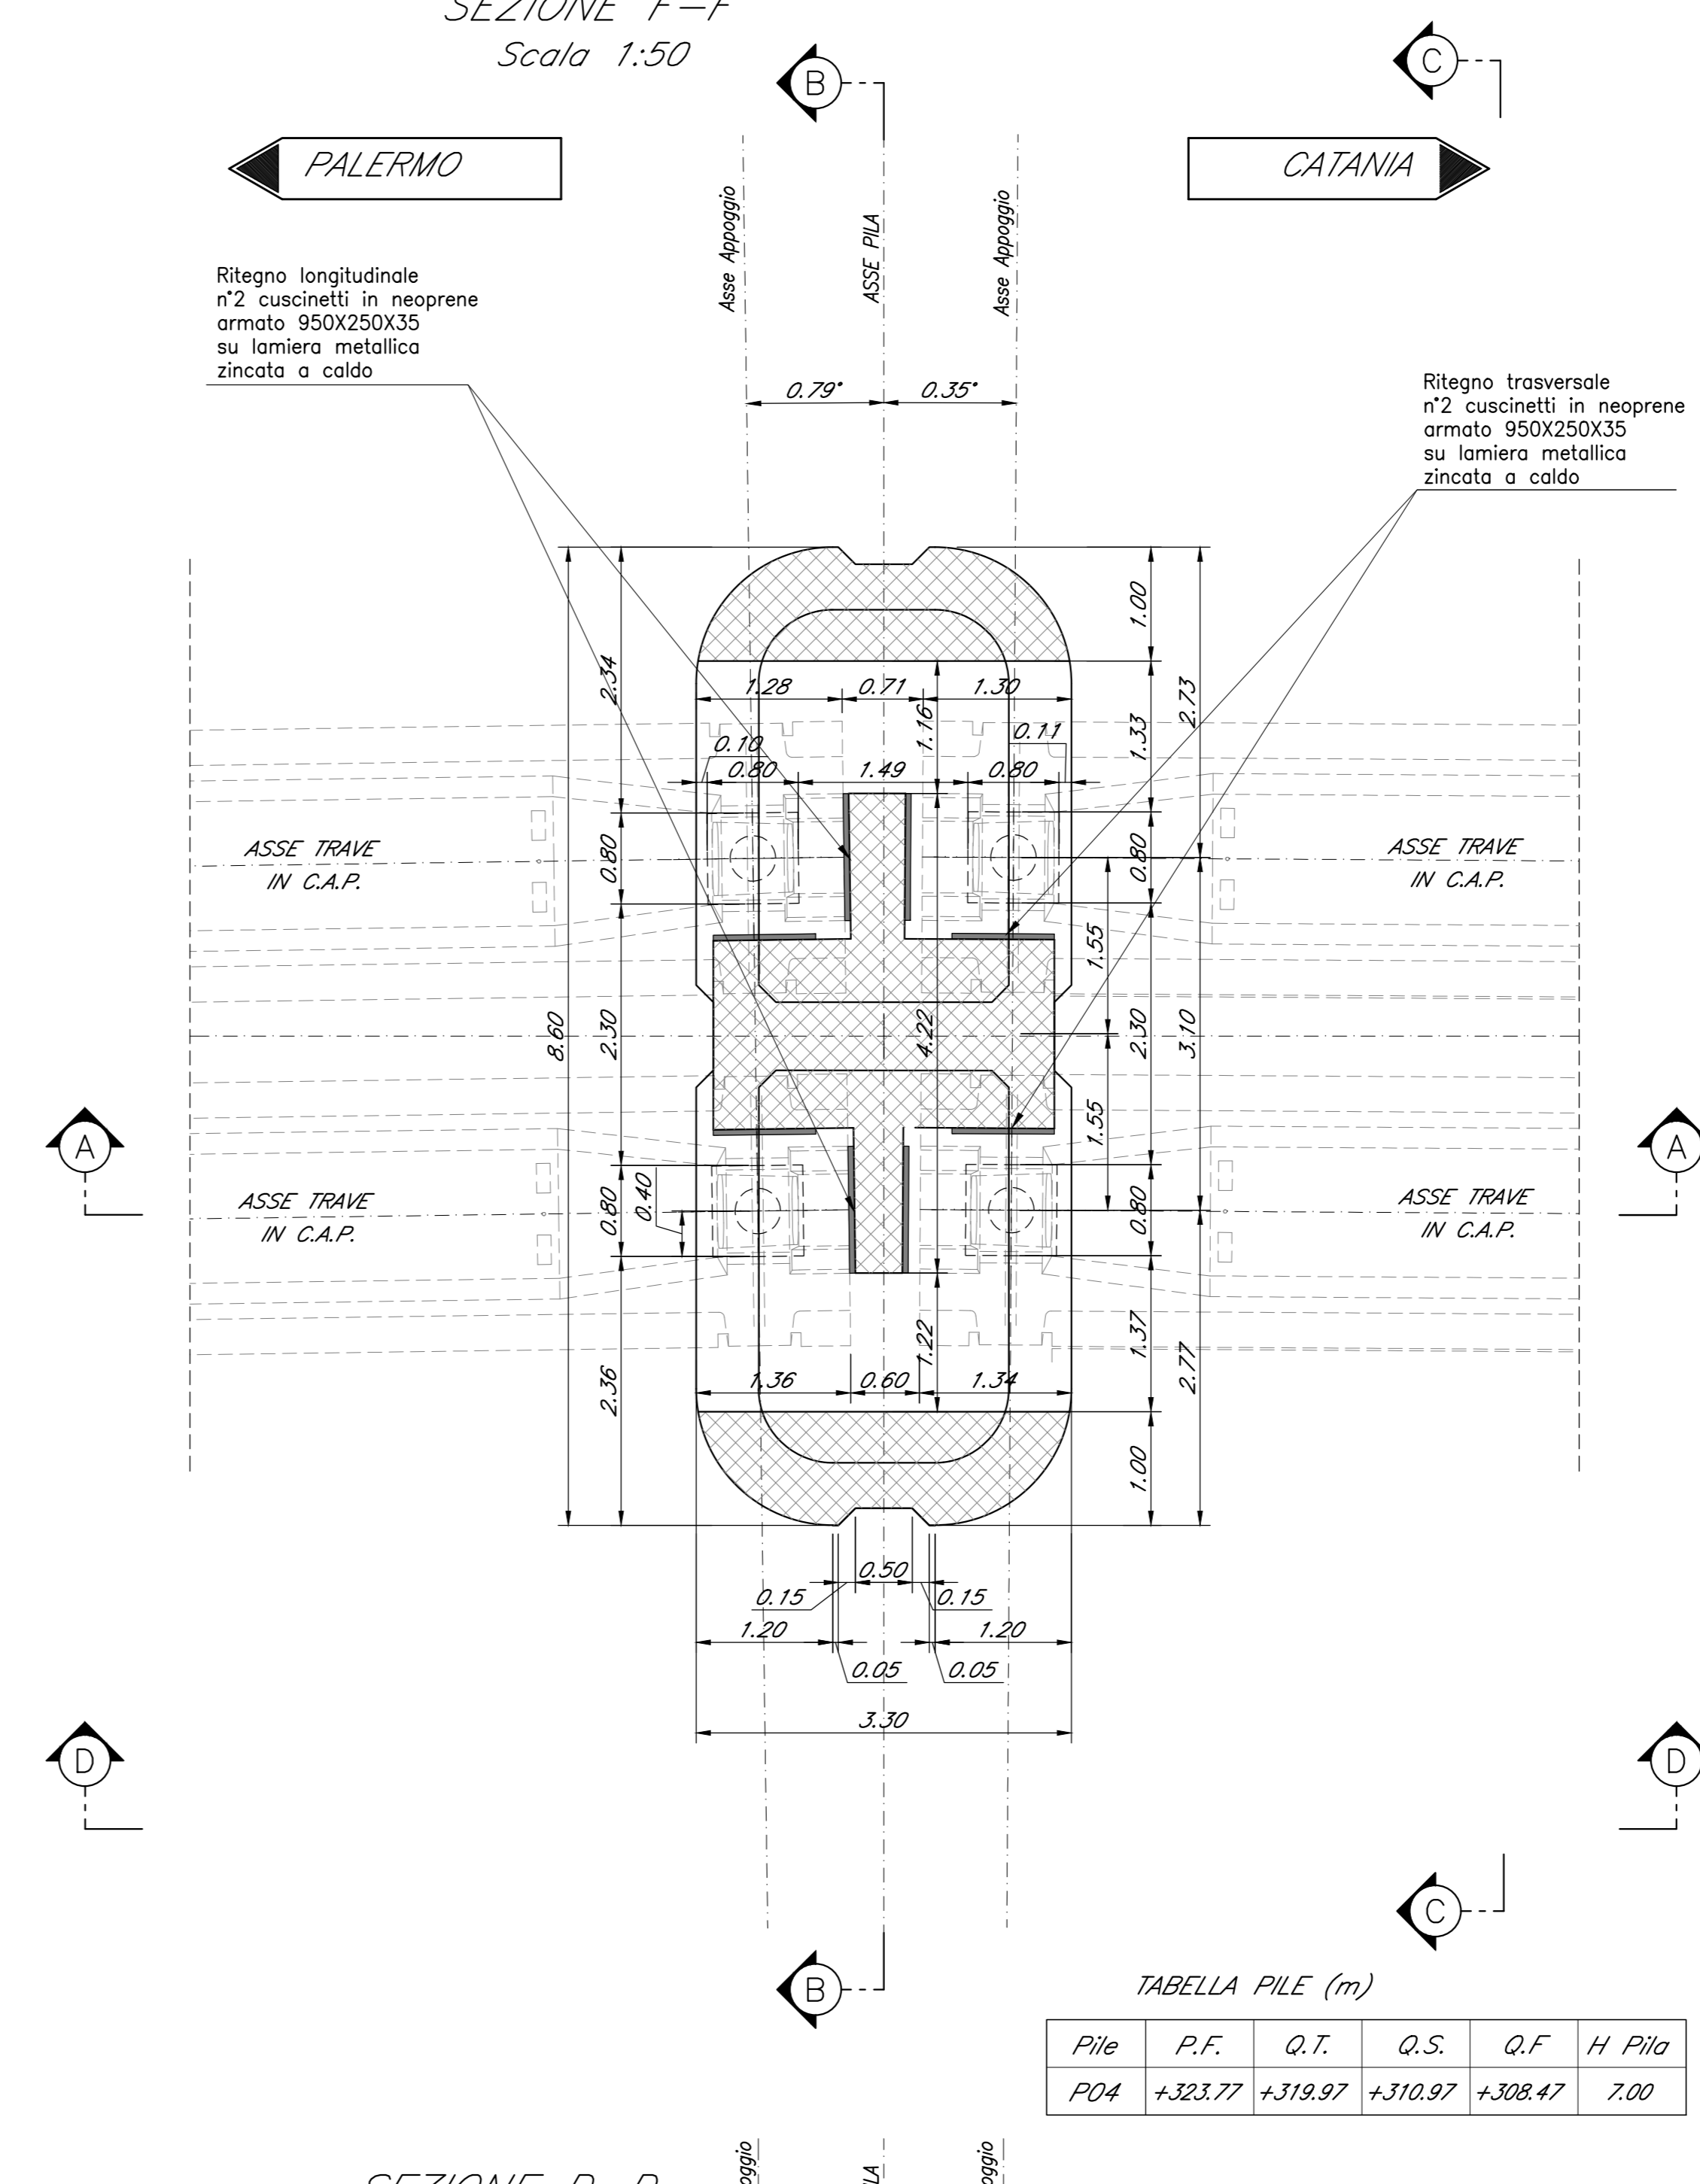 SEZIONE F-F
Scala 1:50
B
C
PALERMO
CATANIA
Asse Appoggio
ASSE PILA
Asse Appoggio
Ritegno longitudinale
n°2 cuscinetti in neoprene
armato 950X250X35
su lamiera metallica
zincata a caldo
Ritegno trasversale
n°2 cuscinetti in neoprene
armato 950X250X35
su lamiera metallica
zincata a caldo
0.79°
0.35°
2.34
1.00
2.73
1.28
0.71
1.30
1.16
1.33
0.10
0.11
0.80
1.49
0.80
ASSE TRAVE
IN C.A.P.
0.80
0.80
ASSE TRAVE
IN C.A.P.
1.55
8.60
2.30
4.22
2.30
3.10
1.55
A
A
ASSE TRAVE
IN C.A.P.
0.80
0.40
0.80
ASSE TRAVE
IN C.A.P.
1.22
1.37
2.36
2.77
1.36
0.60
1.34
1.00
0.50
0.15
0.15
1.20
1.20
0.05
0.05
3.30
D
D
C
B
TABELLA PILE (m)
Pile P.F. Q.T. Q.S. Q.F H Pila
P04 +323.77 +319.97 +310.97 +308.47 7.00